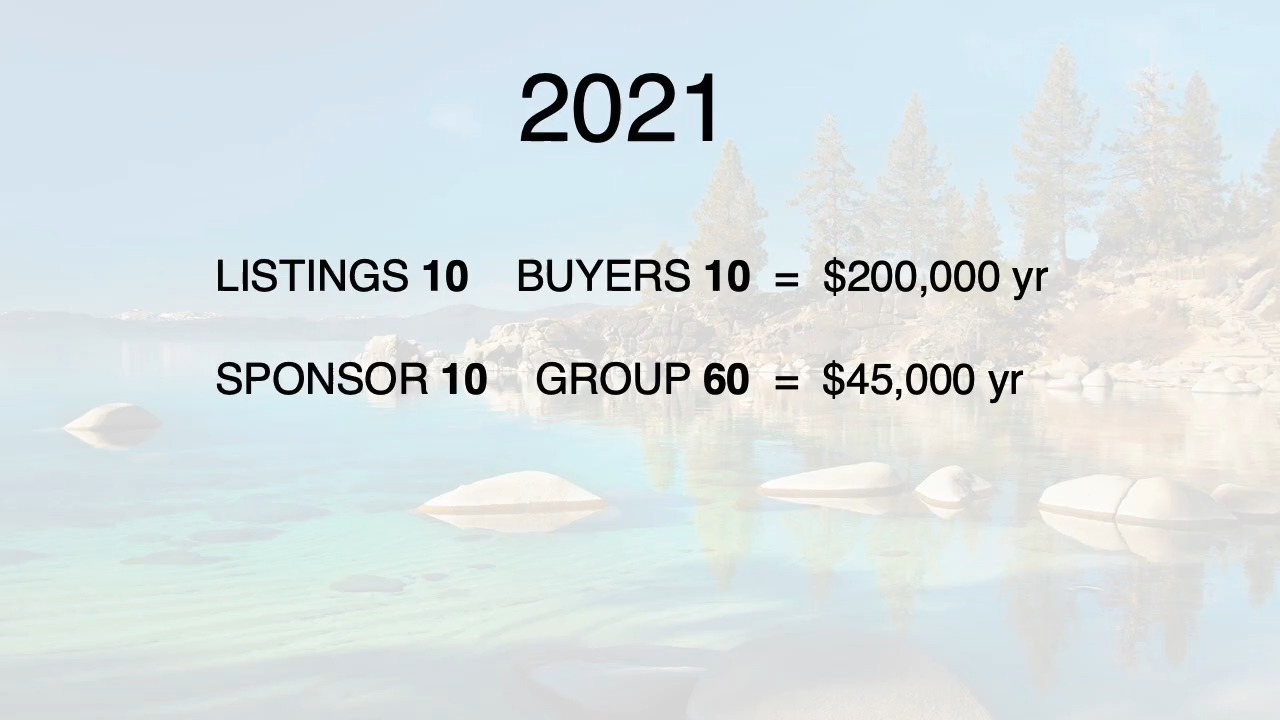 2021
LISTINGS 10 BUYERS 10 = $200,000 yr
SPONSOR 10 GROUP 60 = $45,000 yr